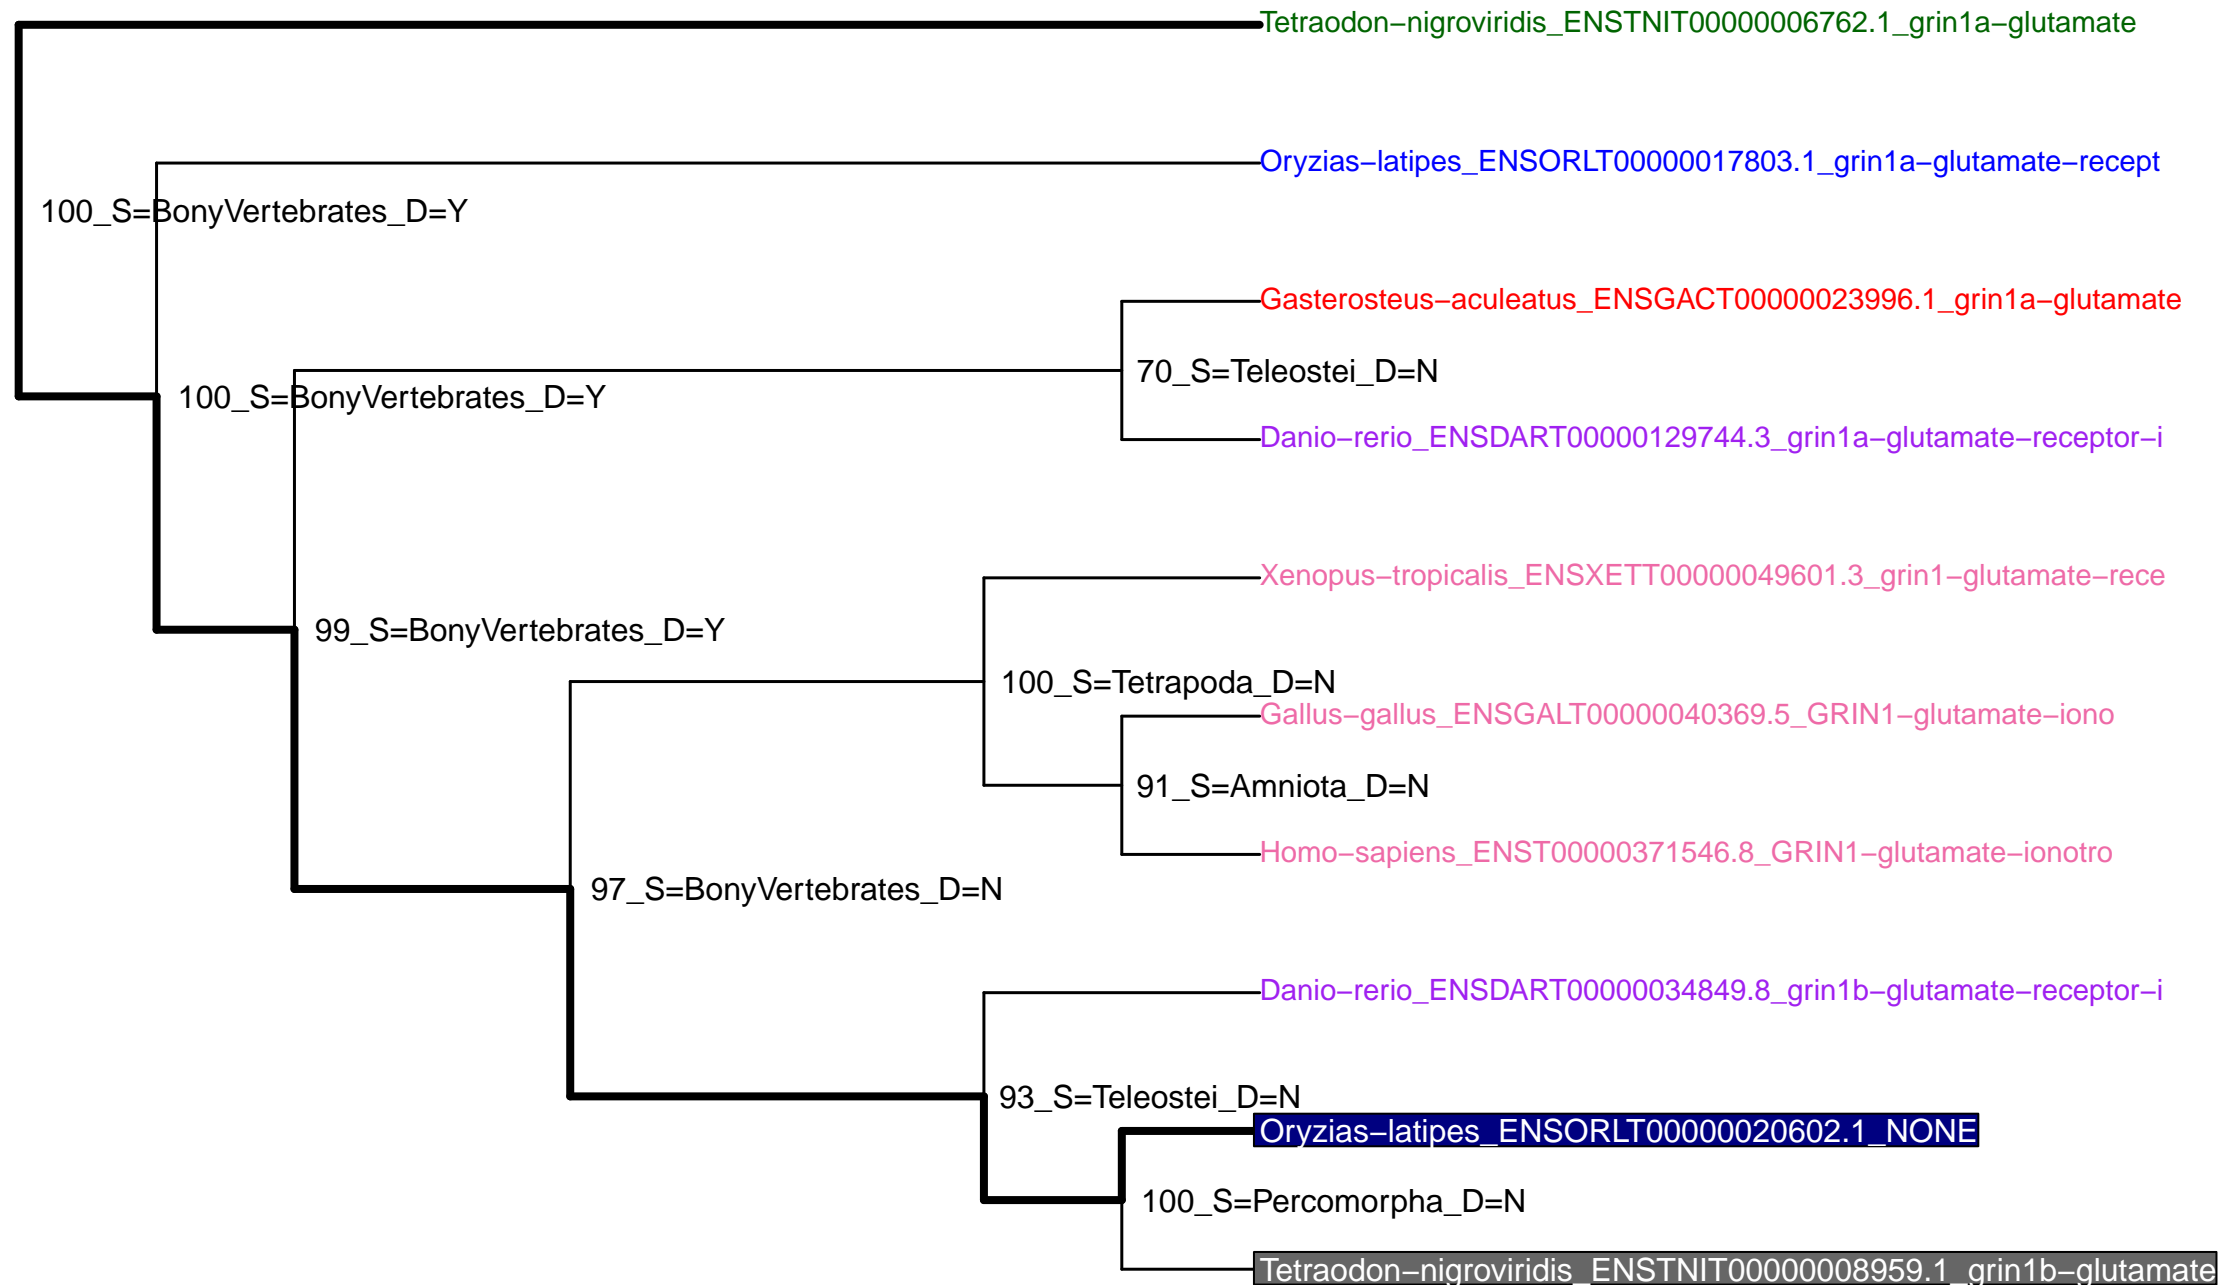 Tetraodon−nigroviridis_ENSTNIT00000006762.1_grin1a−glutamate
Oryzias−latipes_ENSORLT00000017803.1_grin1a−glutamate−recept
100_S=BonyVertebrates_D=Y
Gasterosteus−aculeatus_ENSGACT00000023996.1_grin1a−glutamate
70_S=Teleostei_D=N
100_S=BonyVertebrates_D=Y
Danio−rerio_ENSDART00000129744.3_grin1a−glutamate−receptor−i
Xenopus−tropicalis_ENSXETT00000049601.3_grin1−glutamate−rece
99_S=BonyVertebrates_D=Y
100_S=Tetrapoda_D=N
Gallus−gallus_ENSGALT00000040369.5_GRIN1−glutamate−iono
91_S=Amniota_D=N
Homo−sapiens_ENST00000371546.8_GRIN1−glutamate−ionotro
97_S=BonyVertebrates_D=N
Danio−rerio_ENSDART00000034849.8_grin1b−glutamate−receptor−i
93_S=Teleostei_D=N
Oryzias−latipes_ENSORLT00000020602.1_NONE
100_S=Percomorpha_D=N
Tetraodon−nigroviridis_ENSTNIT00000008959.1_grin1b−glutamate